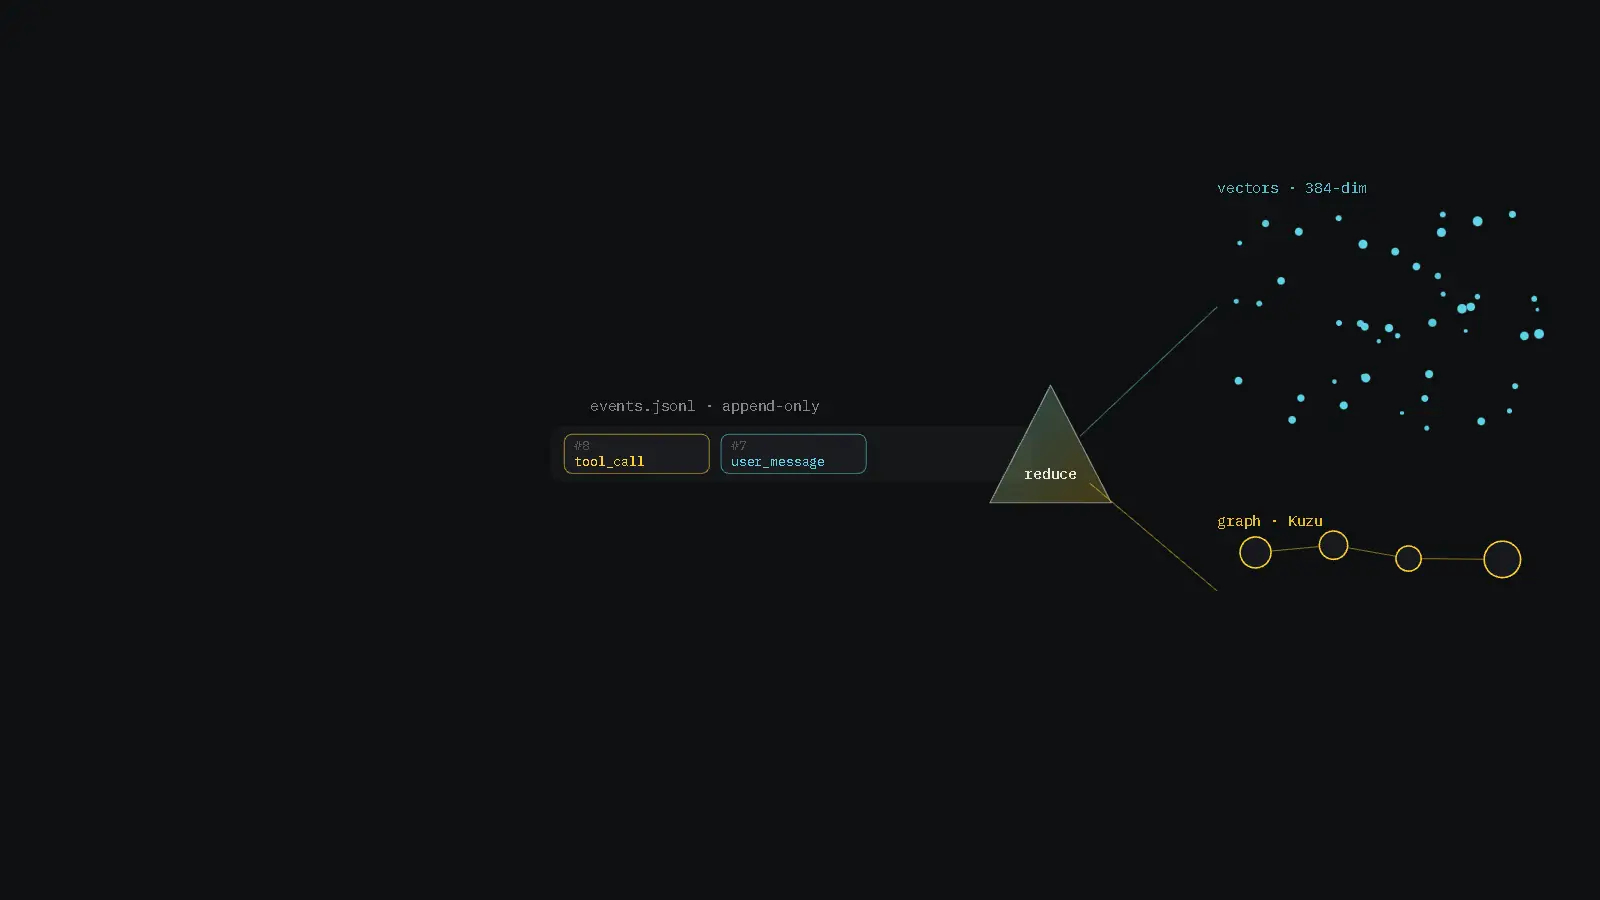 vectors · 384-dim
events.jsonl · append-only
#8
tool_call
#7
user_message
reduce
graph · Kuzu